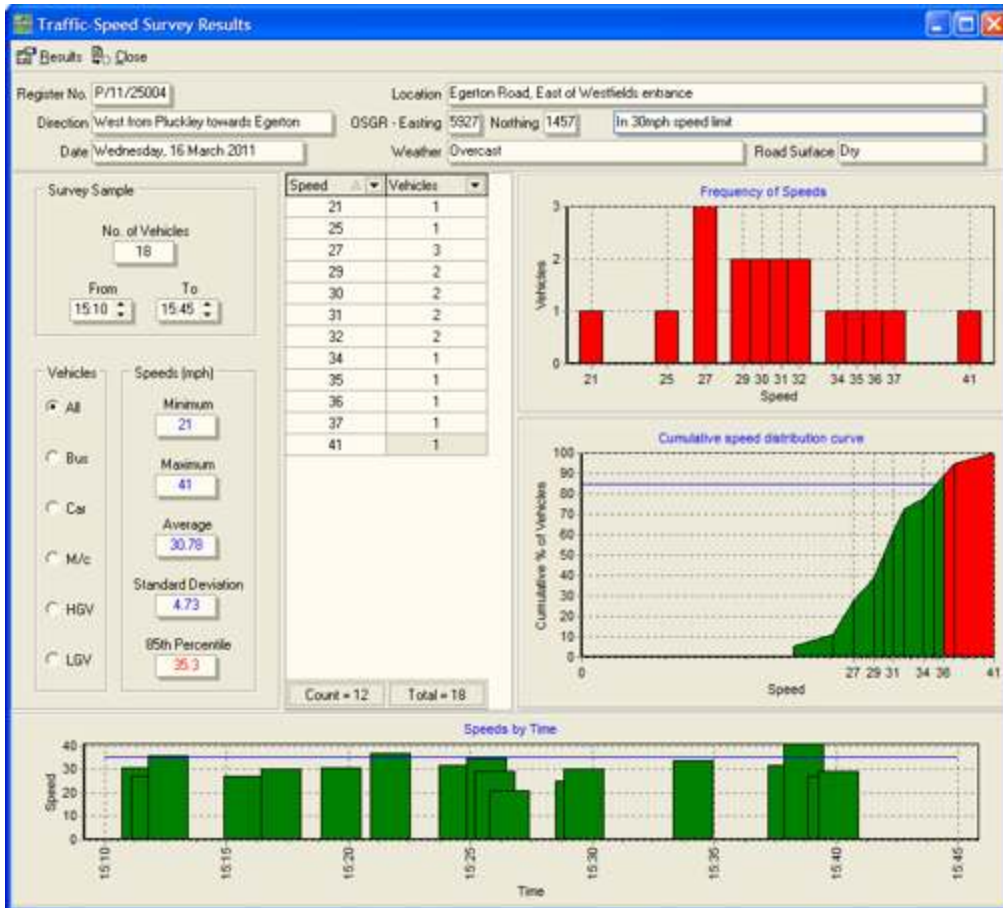 Traffic-Speed Survey Results
Results Close
Register No. P/11/25004 Location Egerton Road, East of Westfields entrance
Direction West from Pluckley towards Egerton OSGR - Easting 5927 Northing 1457 In 30mph speed limit
Date Wednesday, 16 March 2011 Weather Overcast Road Surface Dry
Survey Sample
No. of Vehicles
18
From To
15:10 15:45
Vehicles
All
Bus
Car
M/c
HGV
LGV
Speeds (mph)
Minimum
21
Maximum
41
Average
30.78
Standard Deviation
4.73
85th Percentile
35.3
Speed Vehicles
21 1
25 1
27 3
29 2
30 2
31 2
32 2
34 1
35 1
36 1
37 1
41 1
Count = 12 Total = 18
Frequency of Speeds
Vehicles
3
2
1
0
21 25 27 29 30 31 32 34 35 36 37 41
Speed
Cumulative speed distribution curve
Cumulative % of Vehicles
100
90
80
70
60
50
40
30
20
10
0
0 27 29 31 34 36 41
Speed
Speeds by Time
Speed
40
30
20
10
0
15:10 15:15 15:20 15:25 15:30 15:35 15:40 15:45
Time